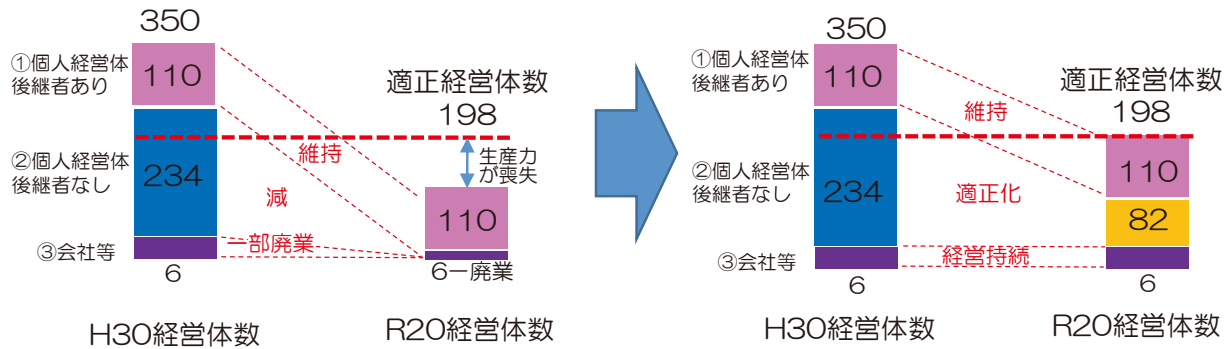 350
①個人経営体
後継者あり
110
適正経営体数
198
維持
生産力
が喪失
②個人経営体
後継者なし
234
減
110
一部廃業
③会社等
6
6ー廃業
H30経営体数
R20経営体数
350
①個人経営体
後継者あり
110
適正経営体数
198
維持
②個人経営体
後継者なし
234
適正化
110
82
③会社等
経営持続
6
6
H30経営体数
R20経営体数